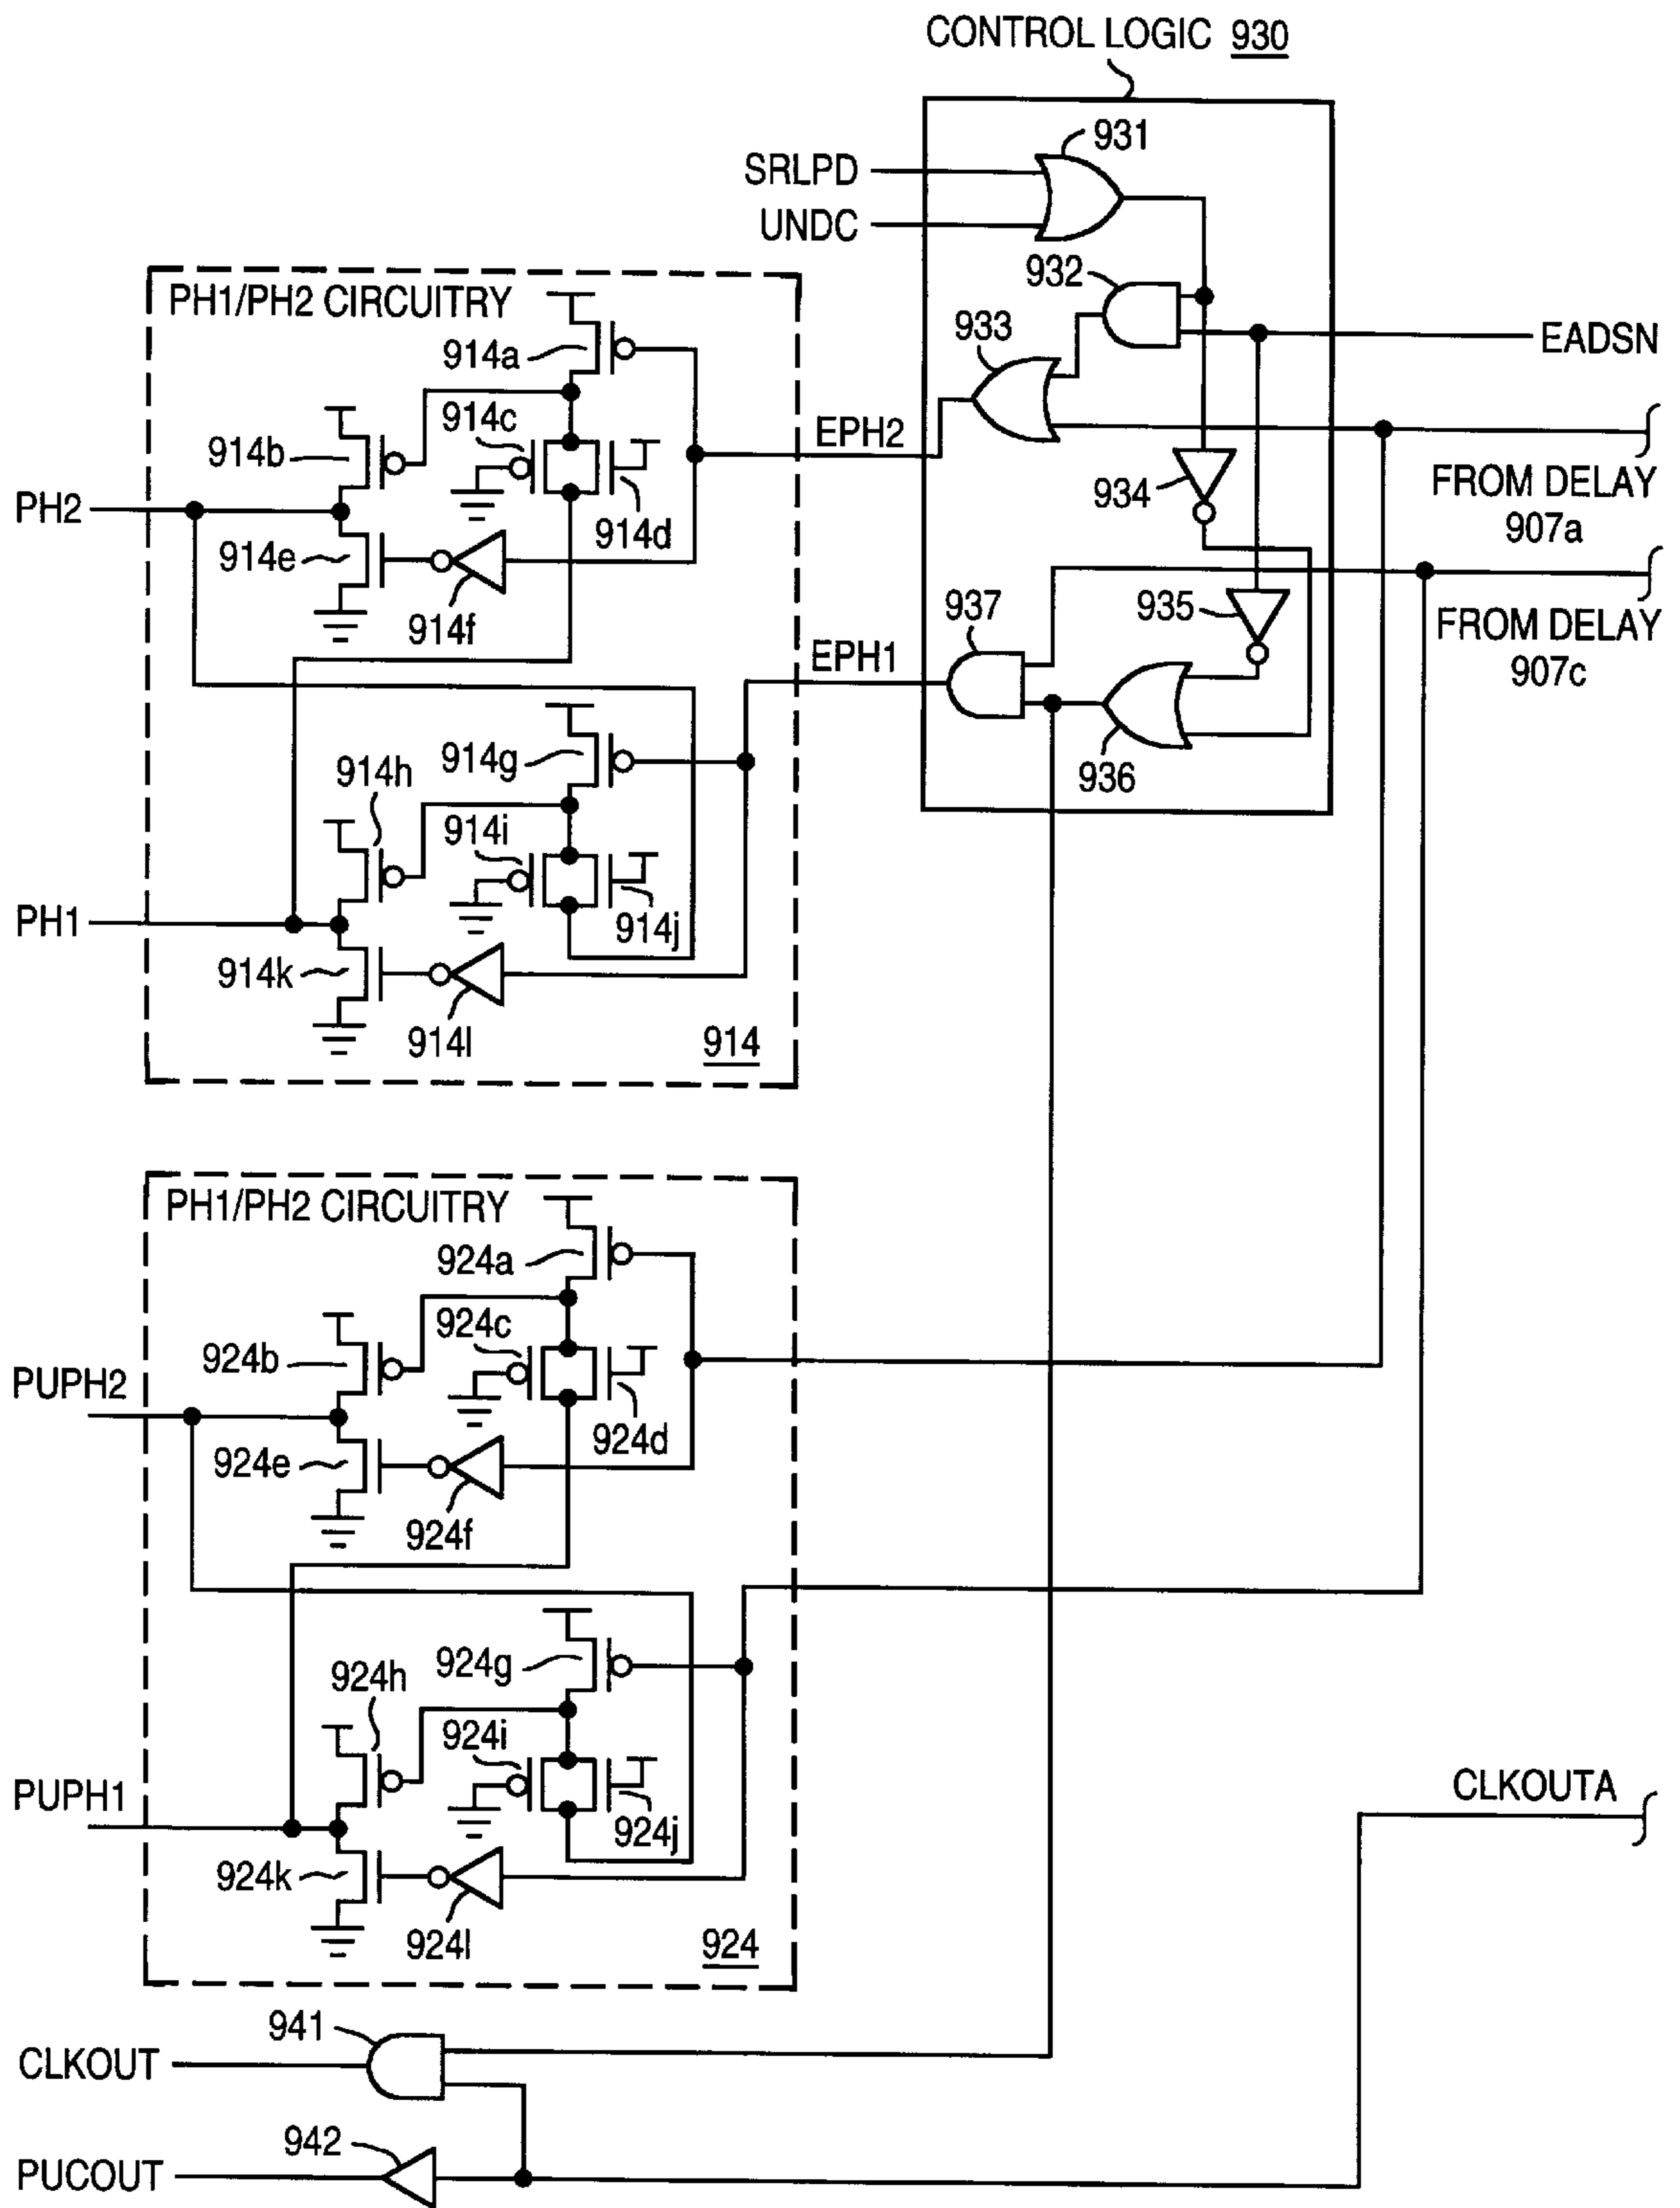 CONTROL LOGIC 930
931
SRLPD
UNDC
932
933
EADSN
934
FROM DELAY
907a
935
FROM DELAY
907c
936
937
EPH2
EPH1
PH1/PH2 CIRCUITRY
914a
914b
914c
914d
PH2
914e
914f
914g
914h
914i
914j
PH1
914k
914l
914
PH1/PH2 CIRCUITRY
924a
924b
924c
924d
PUPH2
924e
924f
924g
924h
924i
924j
PUPH1
924k
924l
924
CLKOUTA
941
CLKOUT
942
PUCOUT